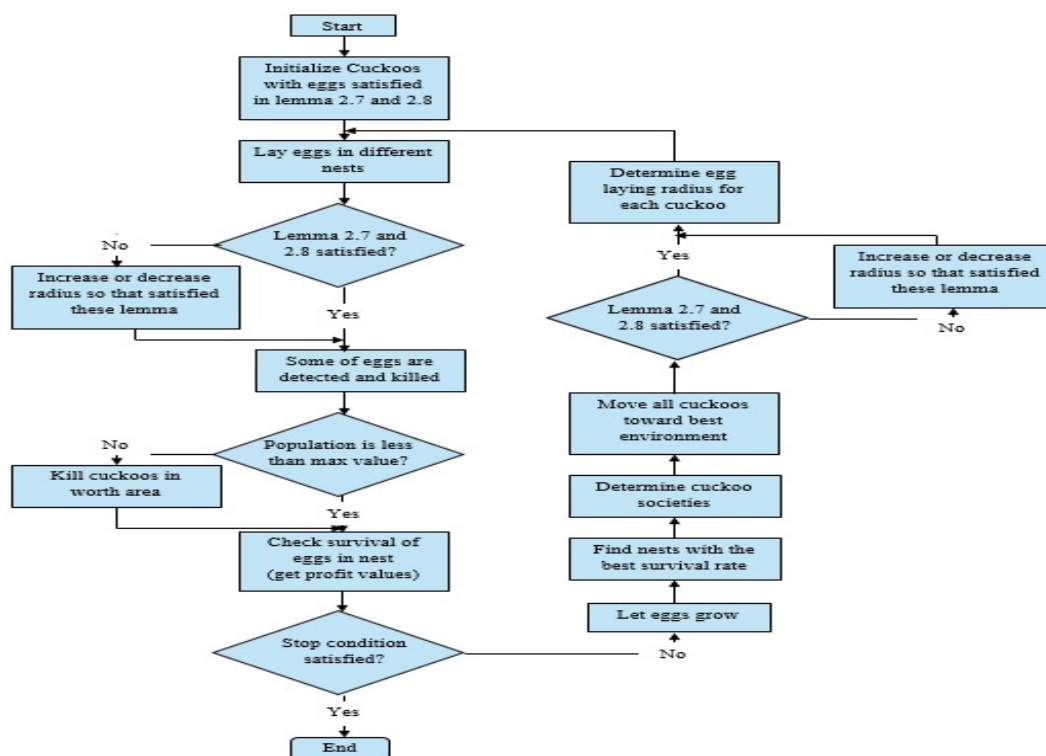 Start
Initialize Cuckoos
with eggs satisfied
in lemma 2.7 and 2.8
Lay eggs in different
nests
Lemma 2.7 and
2.8 satisfied?
No
Increase or decrease
radius so that satisfied
these lemma
Yes
Some of eggs are
detected and killed
Population is less
than max value?
No
Kill cuckoos in
worth area
Yes
Check survival of
eggs in nest
(get profit values)
Stop condition
satisfied?
Yes
End
No
Let eggs grow
Find nests with the
best survival rate
Determine cuckoo
societies
Move all cuckoos
toward best
environment
Lemma 2.7 and
2.8 satisfied?
No
Increase or decrease
radius so that satisfied
these lemma
Yes
Determine egg
laying radius for
each cuckoo